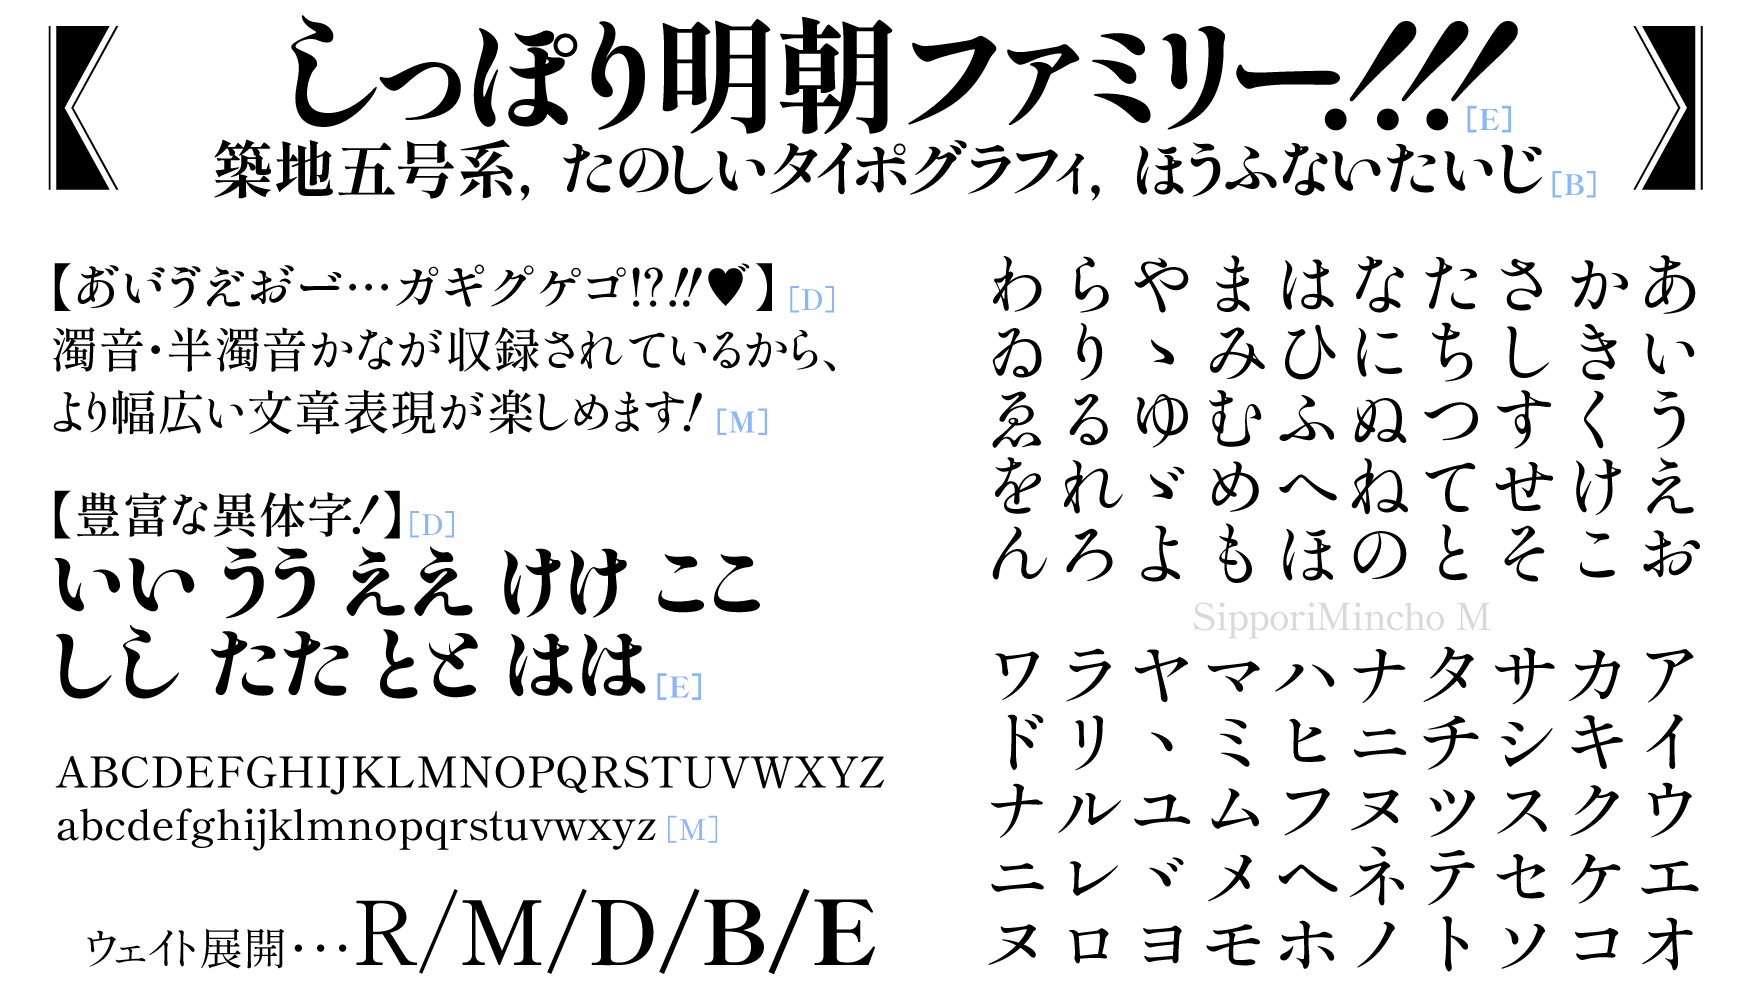 しっぽり明朝ファミリー!!! [E]
築地五号系, たのしいタイポグラフィ, ほうふないたいじ [B]
【あ゙い゙ゔえ゙お゙ー゙…ガギグゲゴ!?!!♥゙】 [D]
濁音・半濁音かなが収録されているから、
より幅広い文章表現が楽しめます! [M]
【豊富な異体字!】 [D]
いい うう ええ けけ ここ
しし たた とと はは [E]
ABCDEFGHIJKLMNOPQRSTUVWXYZ
abcdefghijklmnopqrstuvwxyz [M]
ウェイト展開・・・R/M/D/B/E
わ ら や ま は な た さ か あ
ゐ り ゝ み ひ に ち し き い
ゑ る ゆ む ふ ぬ つ す く う
を れ ゞ め へ ね て せ け え
ん ろ よ も ほ の と そ こ お
SipporiMincho M
ワ ラ ヤ マ ハ ナ タ サ カ ア
ド リ ヽ ミ ヒ ニ チ シ キ イ
ナ ル ユ ム フ ヌ ツ ス ク ウ
ニ レ ヾ メ ヘ ネ テ セ ケ エ
ヌ ロ ヨ モ ホ ノ ト ソ コ オ